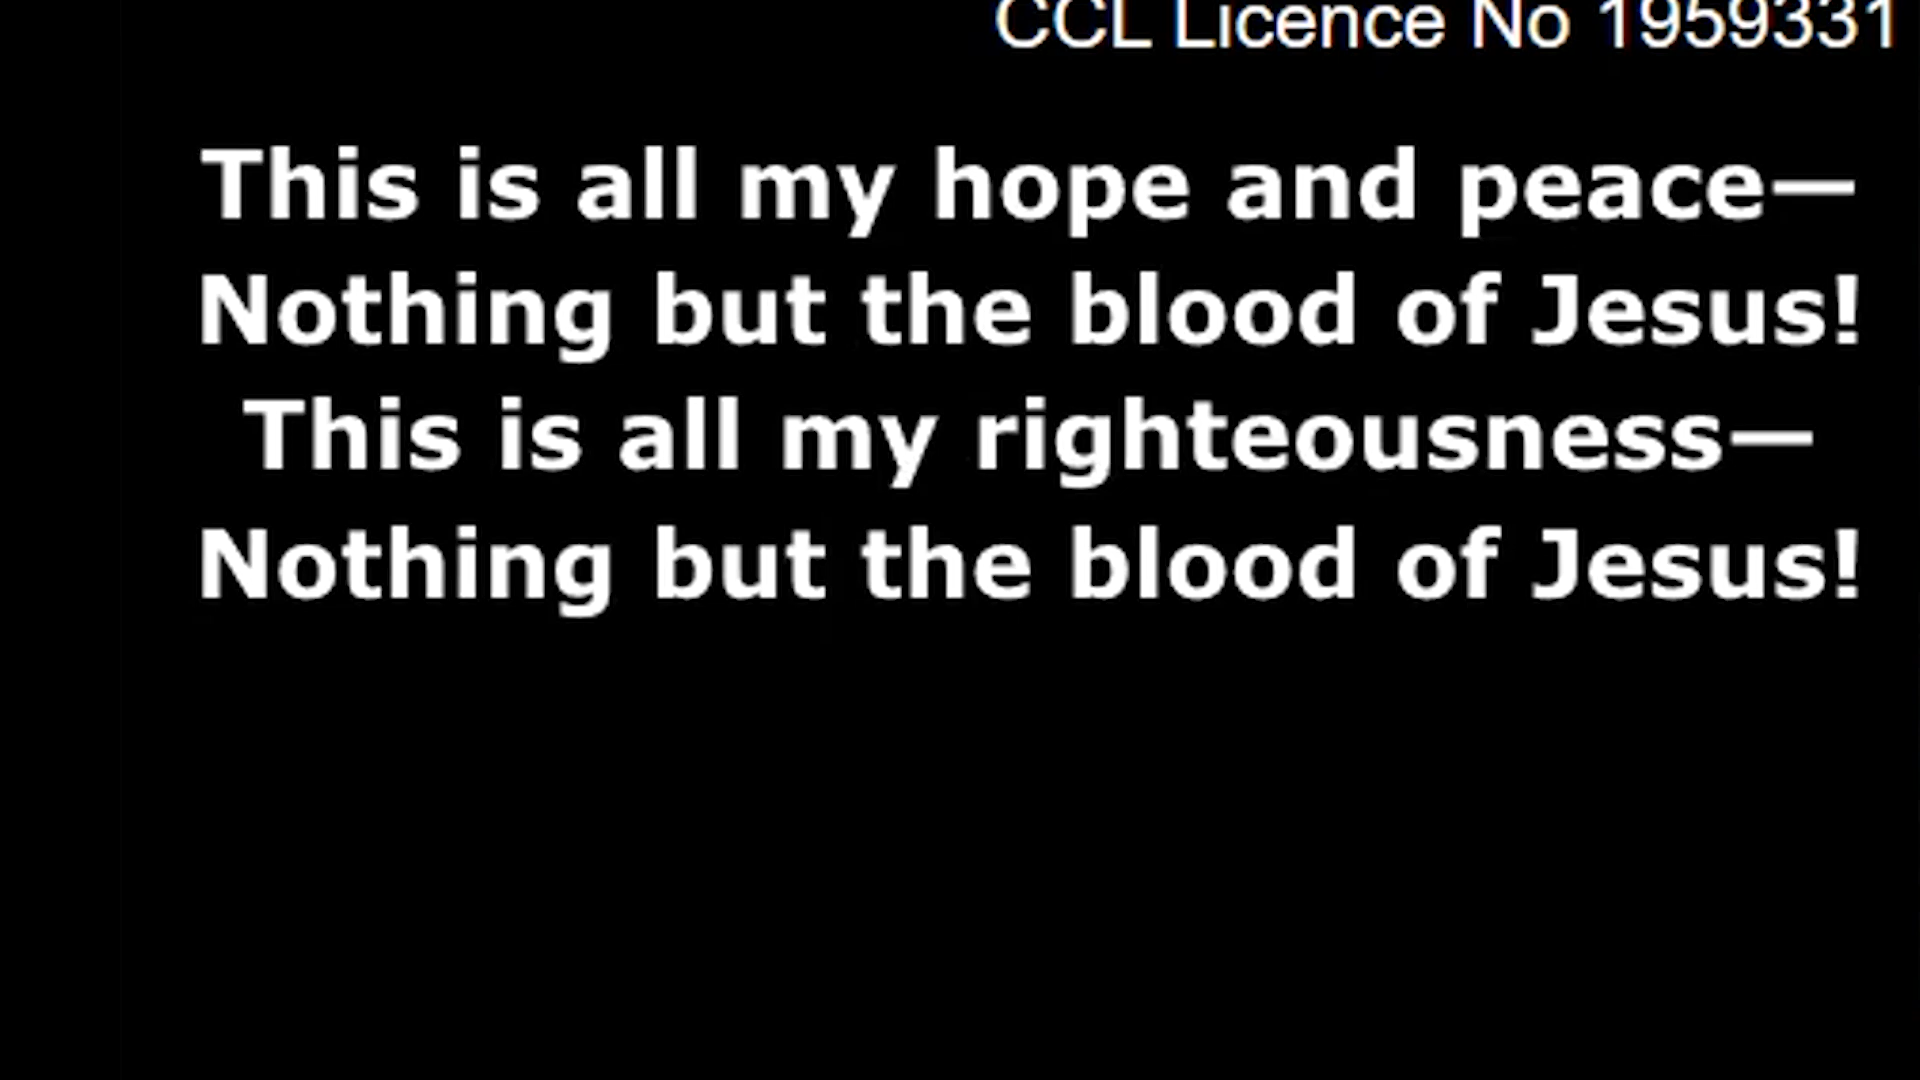 CCL Licence No 1959331
This is all my hope and peace—
Nothing but the blood of Jesus!
This is all my righteousness—
Nothing but the blood of Jesus!